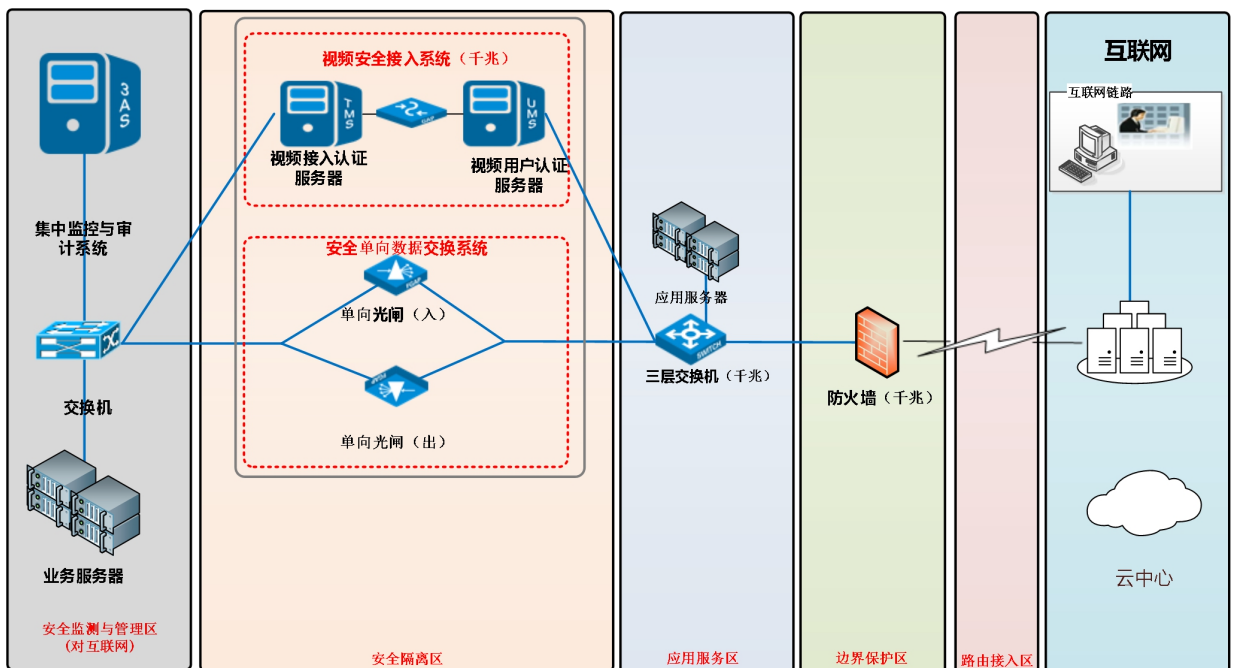 3AS
集中监控与审
计系统
交换机
业务服务器
安全监测与管理区
(对互联网)
视频安全接入系统（千兆）
TMS
GAP
UMS
视频接入认证
服务器
视频用户认证
服务器
安全单向数据交换系统
单向光闸（入）
单向光闸（出）
安全隔离区
应用服务器
SWITCH
三层交换机（千兆）
应用服务区
防火墙（千兆）
边界保护区
路由接入区
互联网
互联网链路
云中心